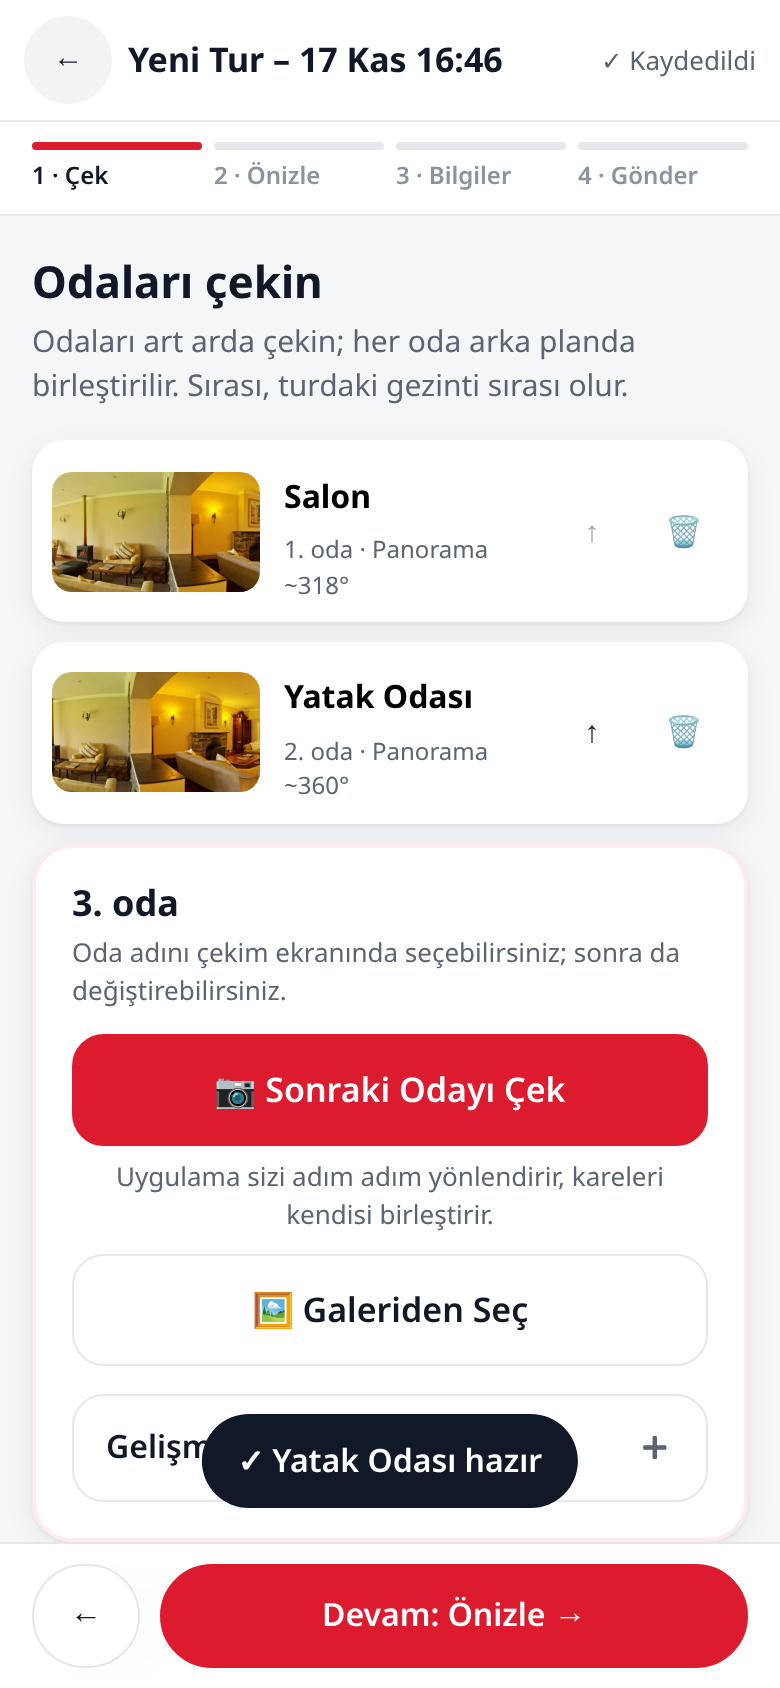 ← Yeni Tur – 17 Kas 16:46 ✓ Kaydedildi
1 · Çek 2 · Önizle 3 · Bilgiler 4 · Gönder
Odaları çekin
Odaları art arda çekin; her oda arka planda
birleştirilir. Sırası, turdaki gezinti sırası olur.
Salon
1. oda · Panorama
~318°
↑
Yatak Odası
2. oda · Panorama
~360°
↑
3. oda
Oda adını çekim ekranında seçebilirsiniz; sonra da
değiştirebilirsiniz.
Sonraki Odayı Çek
Uygulama sizi adım adım yönlendirir, kareleri
kendisi birleştirir.
Galeriden Seç
+
✓ Yatak Odası hazır
← Devam: Önizle →